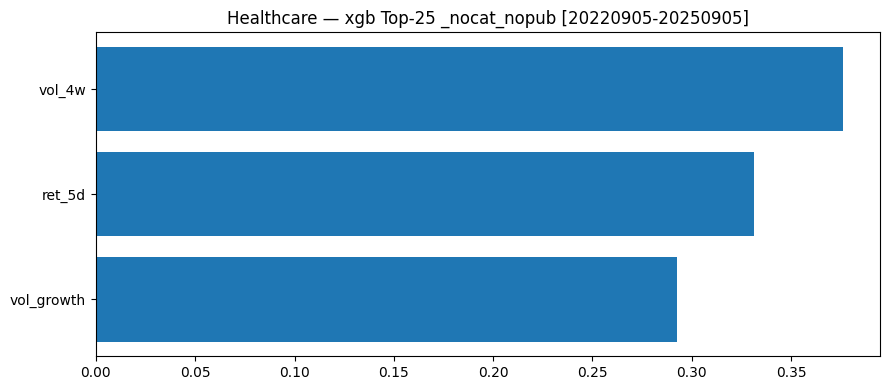 Healthcare — xgb Top-25 _nocat_nopub [20220905-20250905]
vol_4w
ret_5d
vol_growth
0.00 0.05 0.10 0.15 0.20 0.25 0.30 0.35